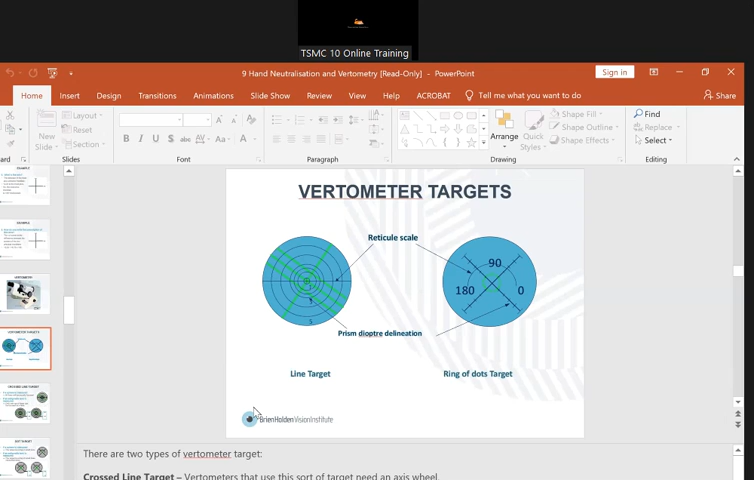 TSMC 10 Online Training
9 Hand Neutralisation and Vertometry [Read-Only] - PowerPoint
Sign in
Home Insert Design Transitions Animations Slide Show Review View Help ACROBAT Tell me what you want to do Share
New Slide
Layout
Reset
Section
Slides
B I U S abc AV Aa A
Font
Paragraph
Arrange
Quick Styles
Shape Fill
Shape Outline
Shape Effects
Drawing
Find
Replace
Select
Editing
VERTOMETER TARGETS
Reticule scale
90
180 0
5
Prism dioptre delineation
Line Target Ring of dots Target
BrienHoldenVisionInstitute
There are two types of vertometer target:
Crossed Line Target – Vertometers that use this sort of target need an axis wheel.